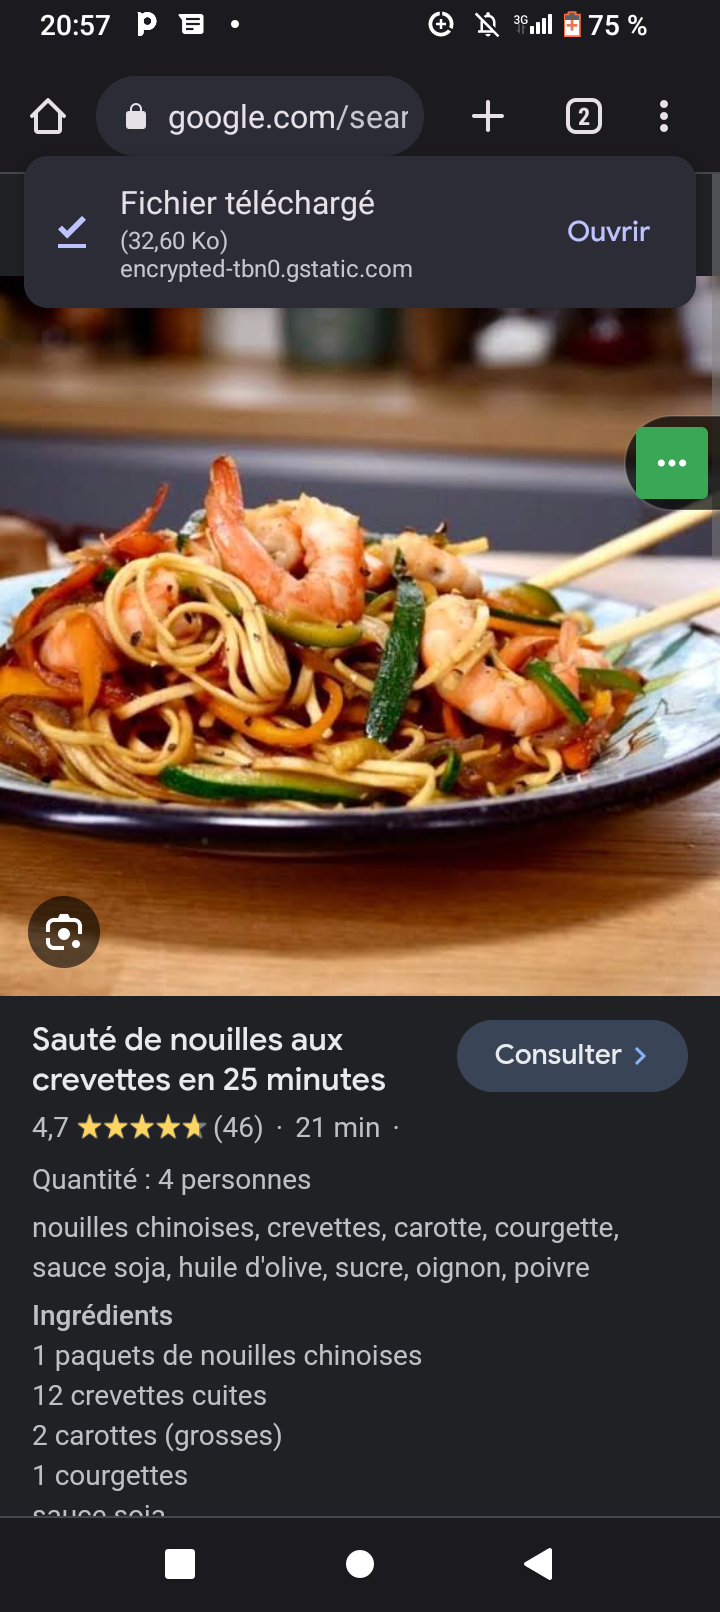 20:57
3G
75 %
google.com/sear
2
Fichier téléchargé
(32,60 Ko)
encrypted-tbn0.gstatic.com
Ouvrir
Sauté de nouilles aux
crevettes en 25 minutes
Consulter
4,7 (46) · 21 min ·
Quantité : 4 personnes
nouilles chinoises, crevettes, carotte, courgette,
sauce soja, huile d'olive, sucre, oignon, poivre
Ingrédients
1 paquets de nouilles chinoises
12 crevettes cuites
2 carottes (grosses)
1 courgettes
sauce soja